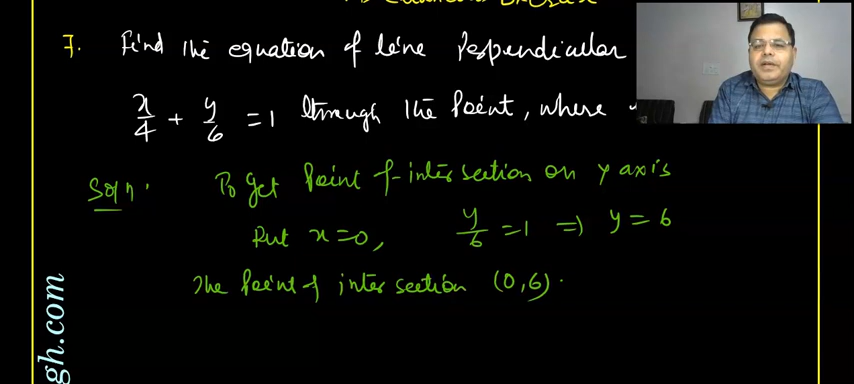 7. Find the equation of line Perpendicular
x/4 + y/6 = 1 through the Point, where
Soln. To get Point of intersection on y axis
Put x=0, y/6 = 1 ⇒ y = 6
The Point of intersection (0,6).
gh.com